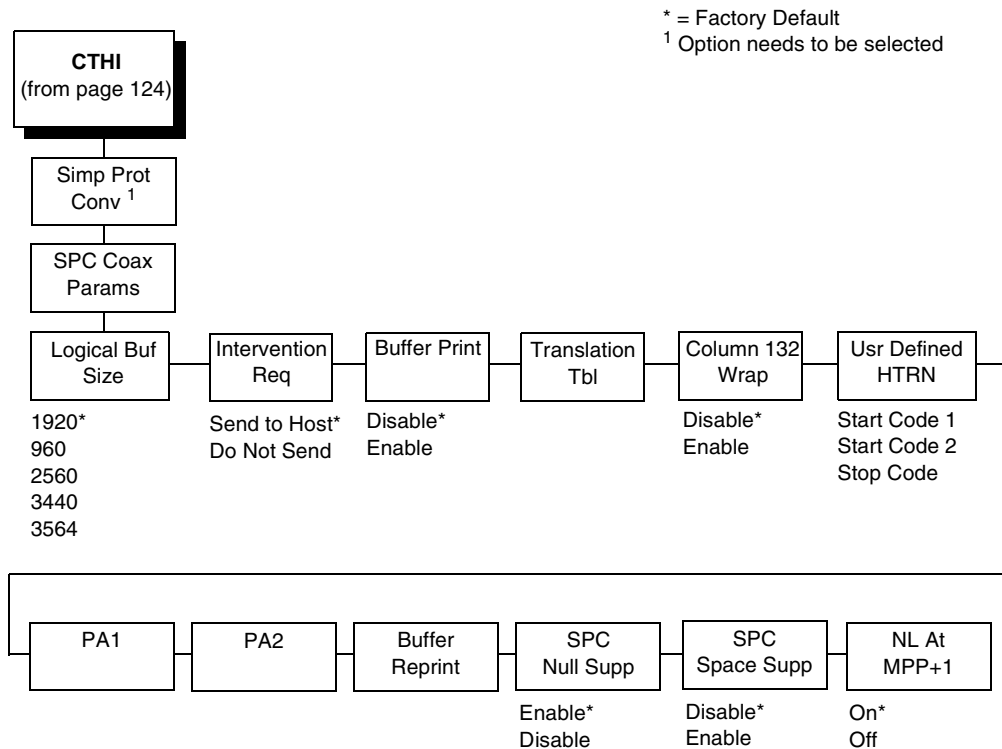 * = Factory Default
1 Option needs to be selected
CTHI
(from page 124)
Simp Prot
Conv 1
SPC Coax
Params
Logical Buf
Size
1920*
960
2560
3440
3564
Intervention
Req
Send to Host*
Do Not Send
Buffer Print
Disable*
Enable
Translation
Tbl
Column 132
Wrap
Disable*
Enable
Usr Defined
HTRN
Start Code 1
Start Code 2
Stop Code
PA1
PA2
Buffer
Reprint
SPC
Null Supp
Enable*
Disable
SPC
Space Supp
Disable*
Enable
NL At
MPP+1
On*
Off